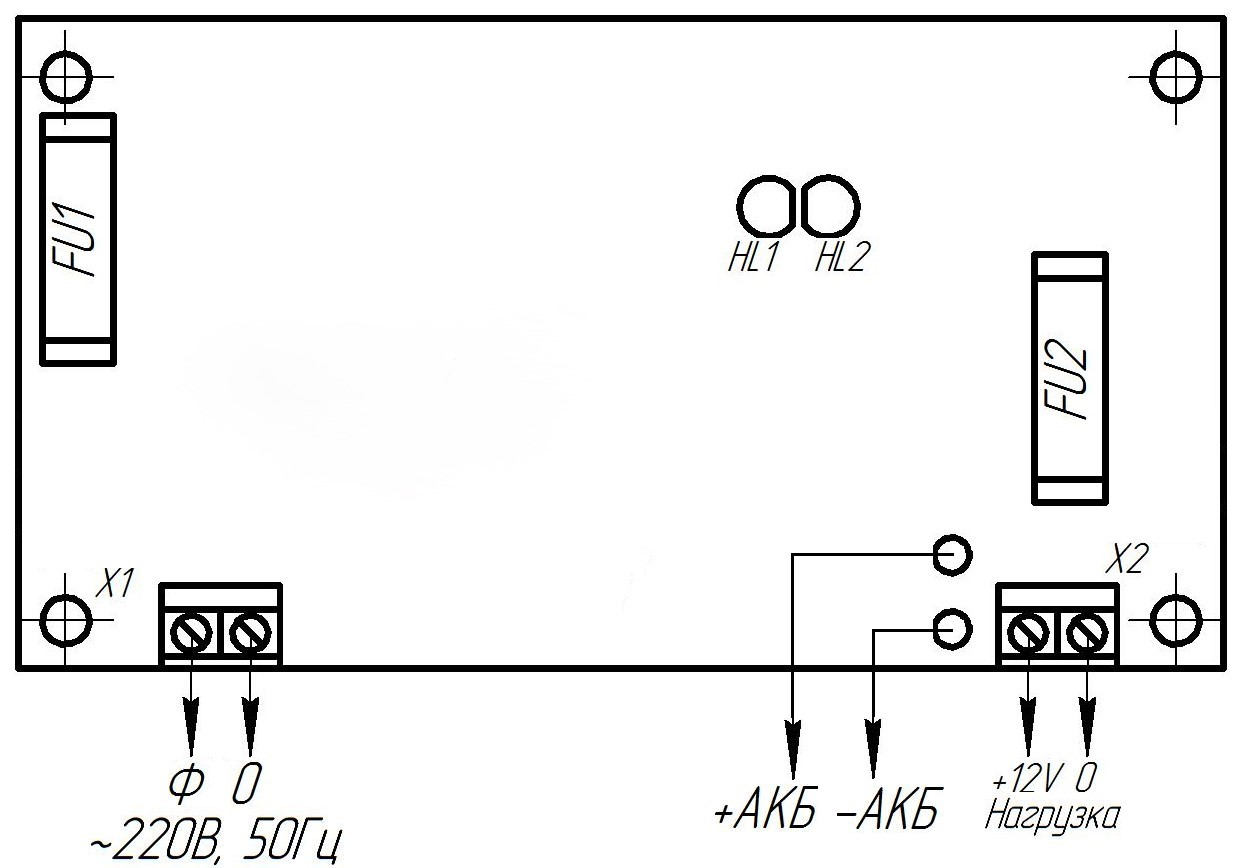 FU1
HL1 HL2
FU2
X1
X2
Ф 0
~220В, 50Гц
+АКБ –АКБ
+12V 0
Нагрузка